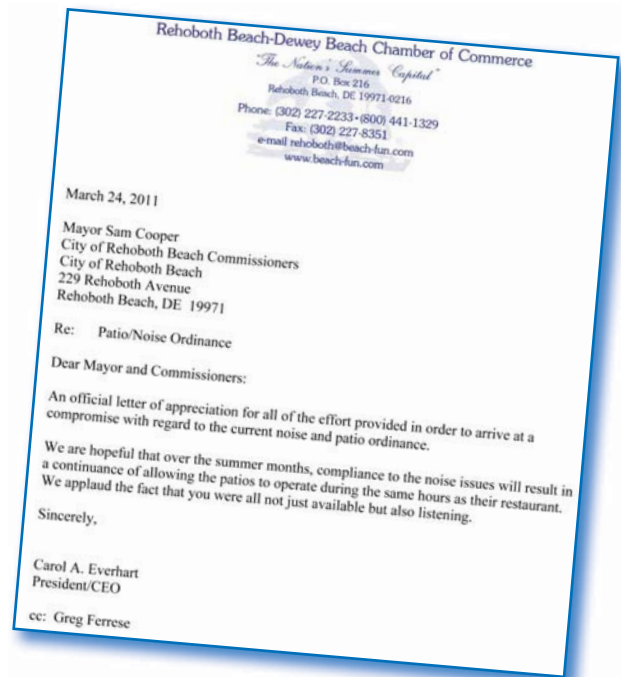 Rehoboth Beach-Dewey Beach Chamber of Commerce
"The Nation's Summer Capital"
P.O. Box 216
Rehoboth Beach, DE 19971-0216
Phone: (302) 227-2233•(800) 441-1329
Fax: (302) 227-8351
e-mail rehoboth@beach-fun.com
www.beach-fun.com
March 24, 2011
Mayor Sam Cooper
City of Rehoboth Beach Commissioners
City of Rehoboth Beach
229 Rehoboth Avenue
Rehoboth Beach, DE 19971
Re: Patio/Noise Ordinance
Dear Mayor and Commissioners:
An official letter of appreciation for all of the effort provided in order to arrive at a
compromise with regard to the current noise and patio ordinance.
We are hopeful that over the summer months, compliance to the noise issues will result in
a continuance of allowing the patios to operate during the same hours as their restaurant.
We applaud the fact that you were all not just available but also listening.
Sincerely,
Carol A. Everhart
President/CEO
cc: Greg Ferrese